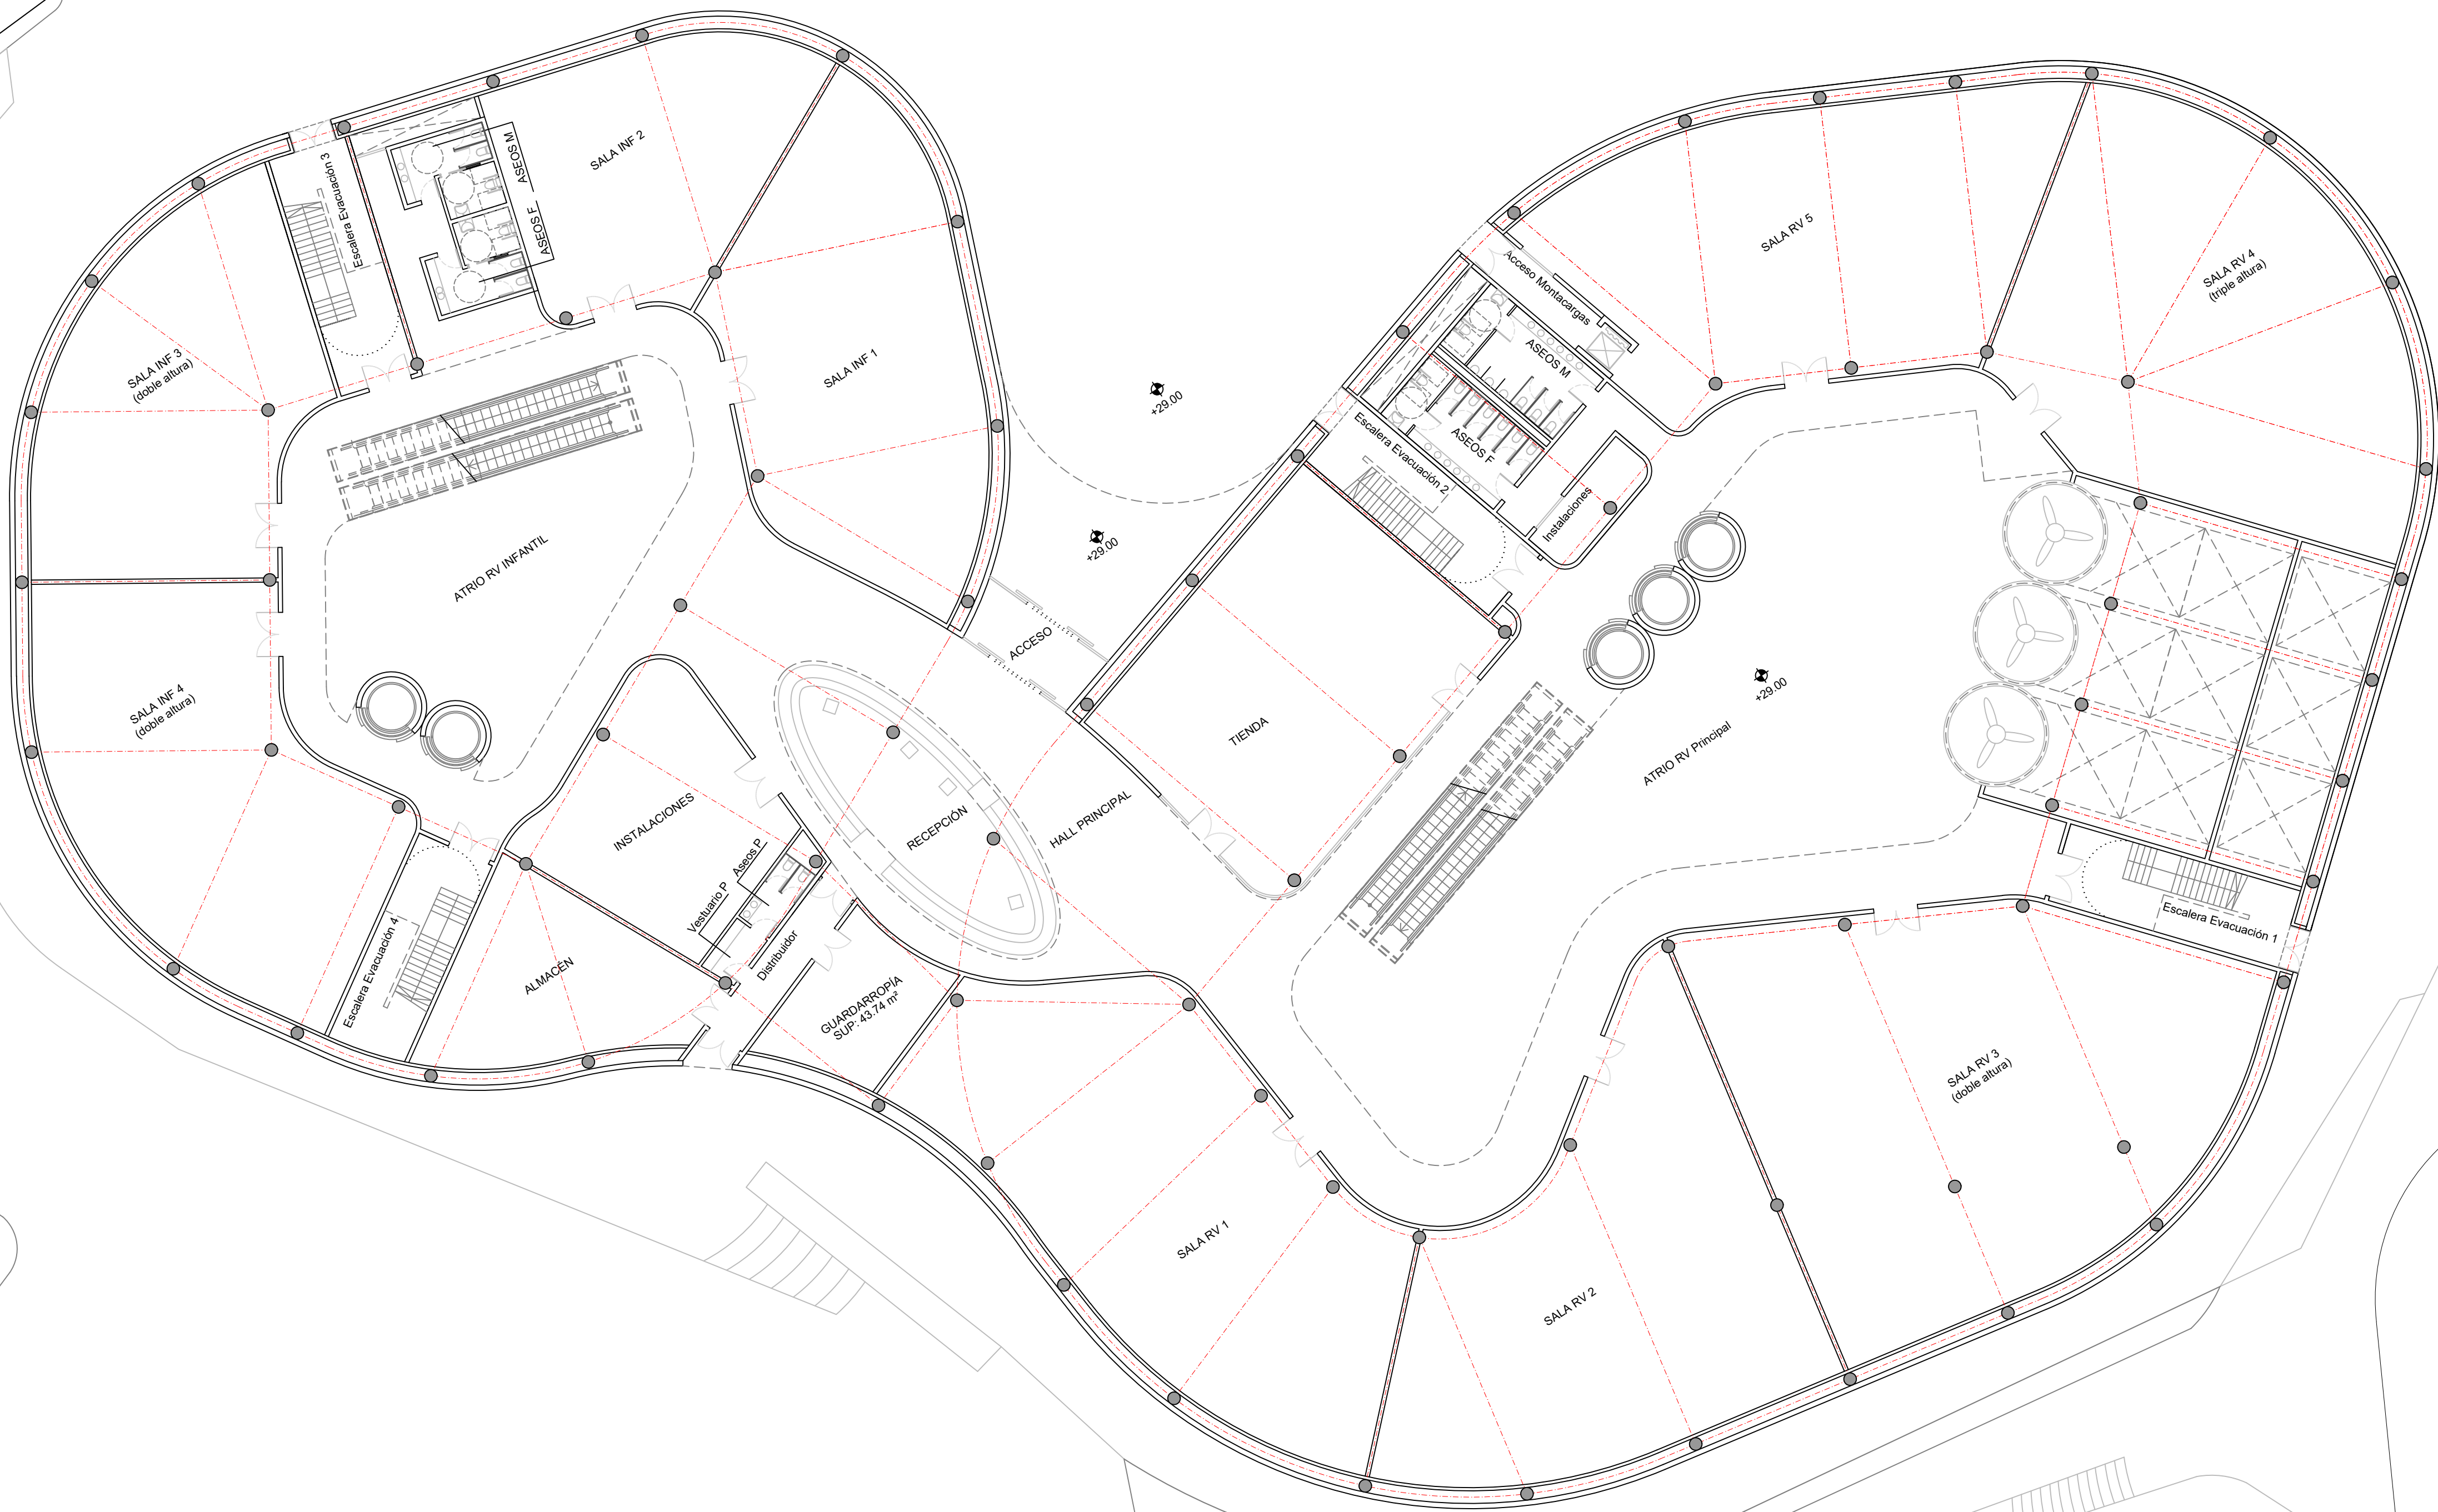 Escalera Evacuación 3
ASEOS M
ASEOS F
SALA INF 2
SALA INF 3
(doble altura)
SALA INF 1
ATRIO RV INFANTIL
SALA INF 4
(doble altura)
INSTALACIONES
Aseos P
Vestuario P
Distribuidor
ALMACÉN
Escalera Evacuación 4
GUARDARROPÍA
SUP: 43.74 m²
RECEPCIÓN
HALL PRINCIPAL
ACCESO
+29.00
+29.00
TIENDA
Escalera Evacuación 2
ASEOS F
ASEOS M
Acceso Montacargas
Instalaciones
SALA RV 5
SALA RV 4
(triple altura)
+29.00
ATRIO RV Principal
Escalera Evacuación 1
SALA RV 3
(doble altura)
SALA RV 2
SALA RV 1